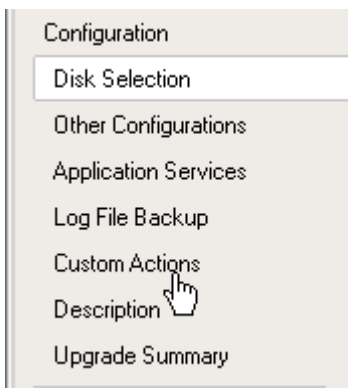 Configuration
Disk Selection
Other Configurations
Application Services
Log File Backup
Custom Actions
Description
Upgrade Summary